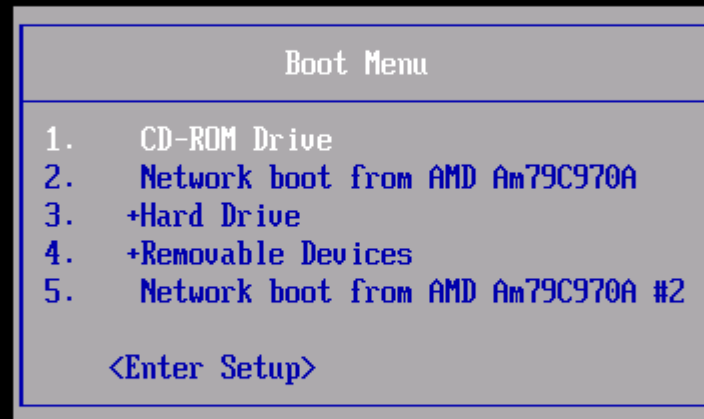 Boot Menu
1. CD-ROM Drive
2. Network boot from AMD Am79C970A
3. +Hard Drive
4. +Removable Devices
5. Network boot from AMD Am79C970A #2
<Enter Setup>